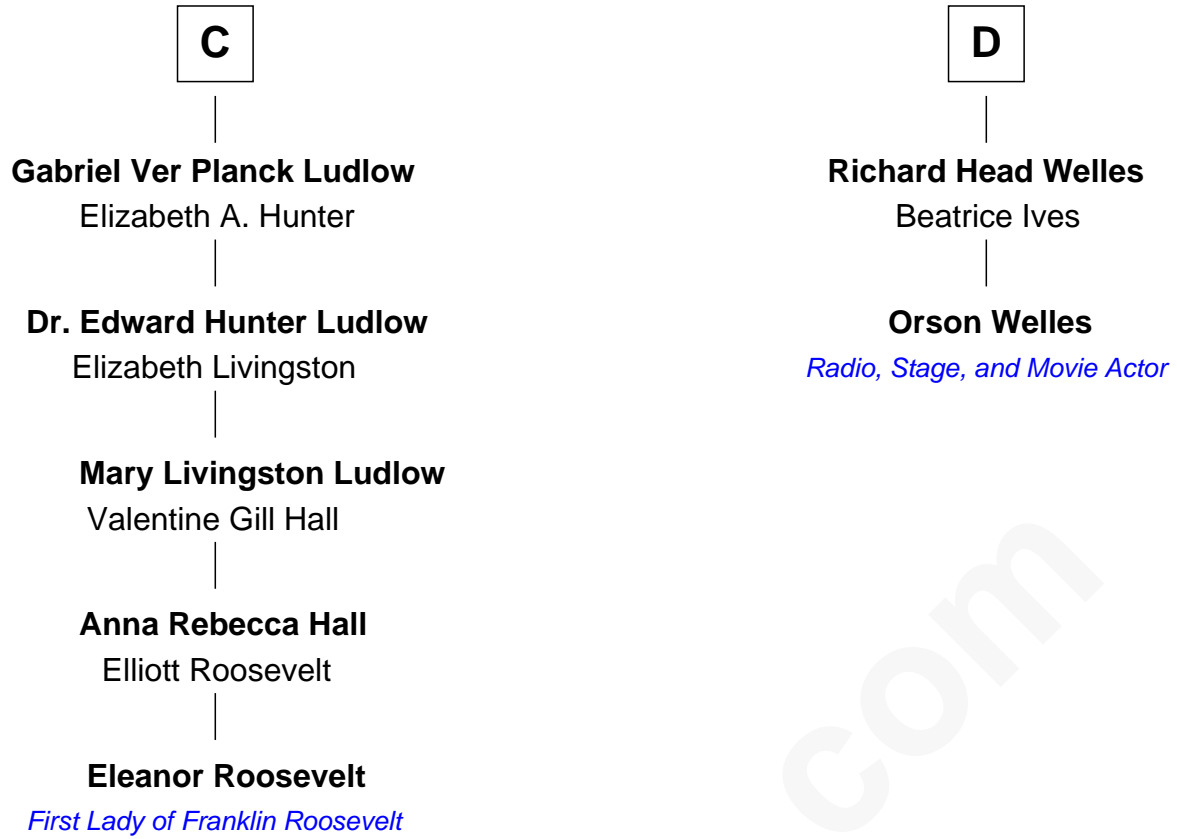 C
Gabriel Ver Planck Ludlow
Elizabeth A. Hunter
Dr. Edward Hunter Ludlow
Elizabeth Livingston
Mary Livingston Ludlow
Valentine Gill Hall
Anna Rebecca Hall
Elliott Roosevelt
Eleanor Roosevelt
First Lady of Franklin Roosevelt
D
Richard Head Welles
Beatrice Ives
Orson Welles
Radio, Stage, and Movie Actor
com